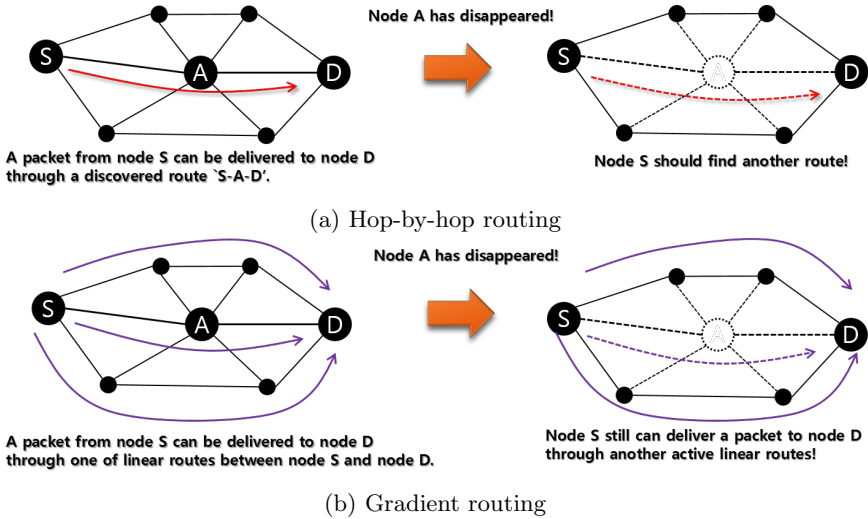 Node A has disappeared!
S
A
D
S
A
D
A packet from node S can be delivered to node D
through a discovered route `S-A-D'.
Node S should find another route!
(a) Hop-by-hop routing
Node A has disappeared!
S
A
D
S
A
D
A packet from node S can be delivered to node D
through one of linear routes between node S and node D.
Node S still can deliver a packet to node D
through another active linear routes!
(b) Gradient routing